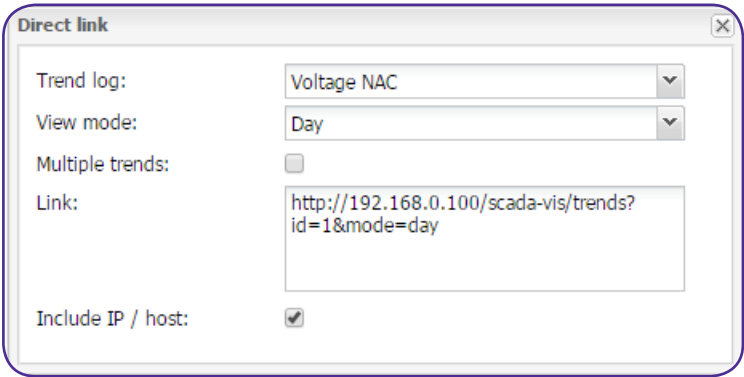 Direct link
Trend log: Voltage NAC
View mode: Day
Multiple trends:
Link: http://192.168.0.100/scada-vis/trends?
id=1&mode=day
Include IP / host: